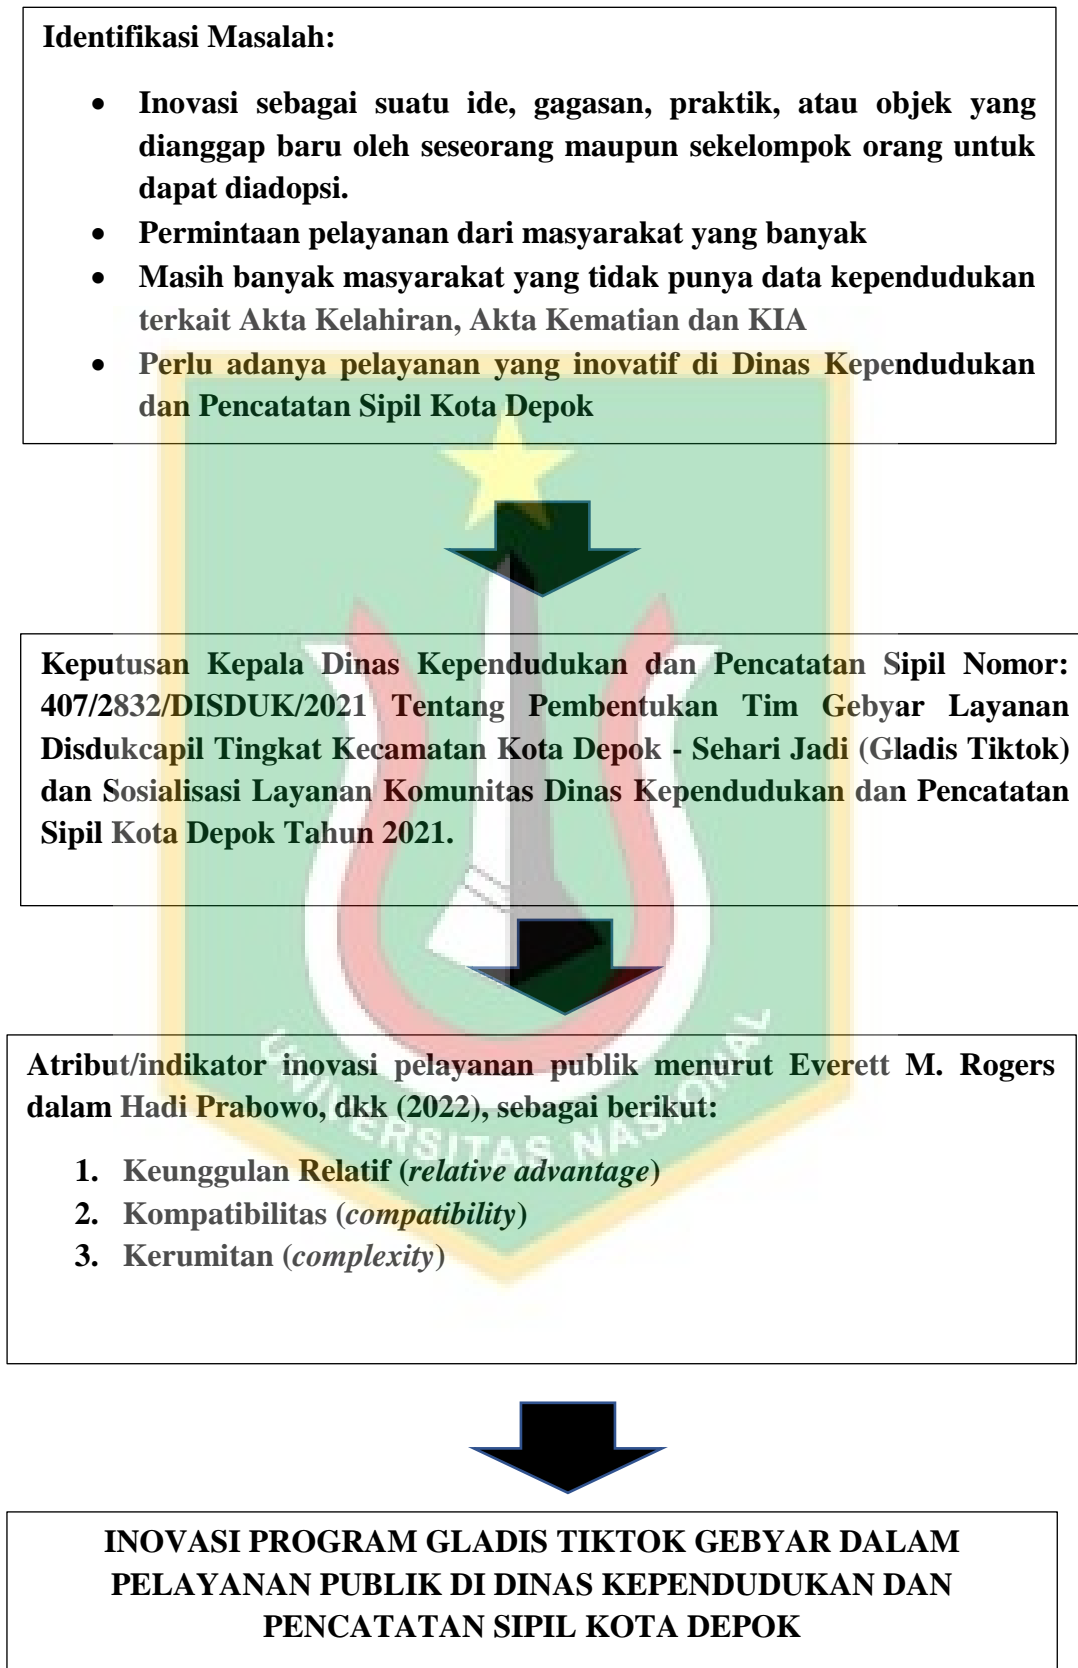 Identifikasi Masalah:
• Inovasi sebagai suatu ide, gagasan, praktik, atau objek yang
dianggap baru oleh seseorang maupun sekelompok orang untuk
dapat diadopsi.
• Permintaan pelayanan dari masyarakat yang banyak
• Masih banyak masyarakat yang tidak punya data kependudukan
terkait Akta Kelahiran, Akta Kematian dan KIA
• Perlu adanya pelayanan yang inovatif di Dinas Kependudukan
dan Pencatatan Sipil Kota Depok
Keputusan Kepala Dinas Kependudukan dan Pencatatan Sipil Nomor:
407/2832/DISDUK/2021 Tentang Pembentukan Tim Gebyar Layanan
Disdukcapil Tingkat Kecamatan Kota Depok - Sehari Jadi (Gladis Tiktok)
dan Sosialisasi Layanan Komunitas Dinas Kependudukan dan Pencatatan
Sipil Kota Depok Tahun 2021.
Atribut/indikator inovasi pelayanan publik menurut Everett M. Rogers
dalam Hadi Prabowo, dkk (2022), sebagai berikut:
1. Keunggulan Relatif (relative advantage)
2. Kompatibilitas (compatibility)
3. Kerumitan (complexity)
UNIVERSITAS NASIONAL
INOVASI PROGRAM GLADIS TIKTOK GEBYAR DALAM
PELAYANAN PUBLIK DI DINAS KEPENDUDUKAN DAN
PENCATATAN SIPIL KOTA DEPOK